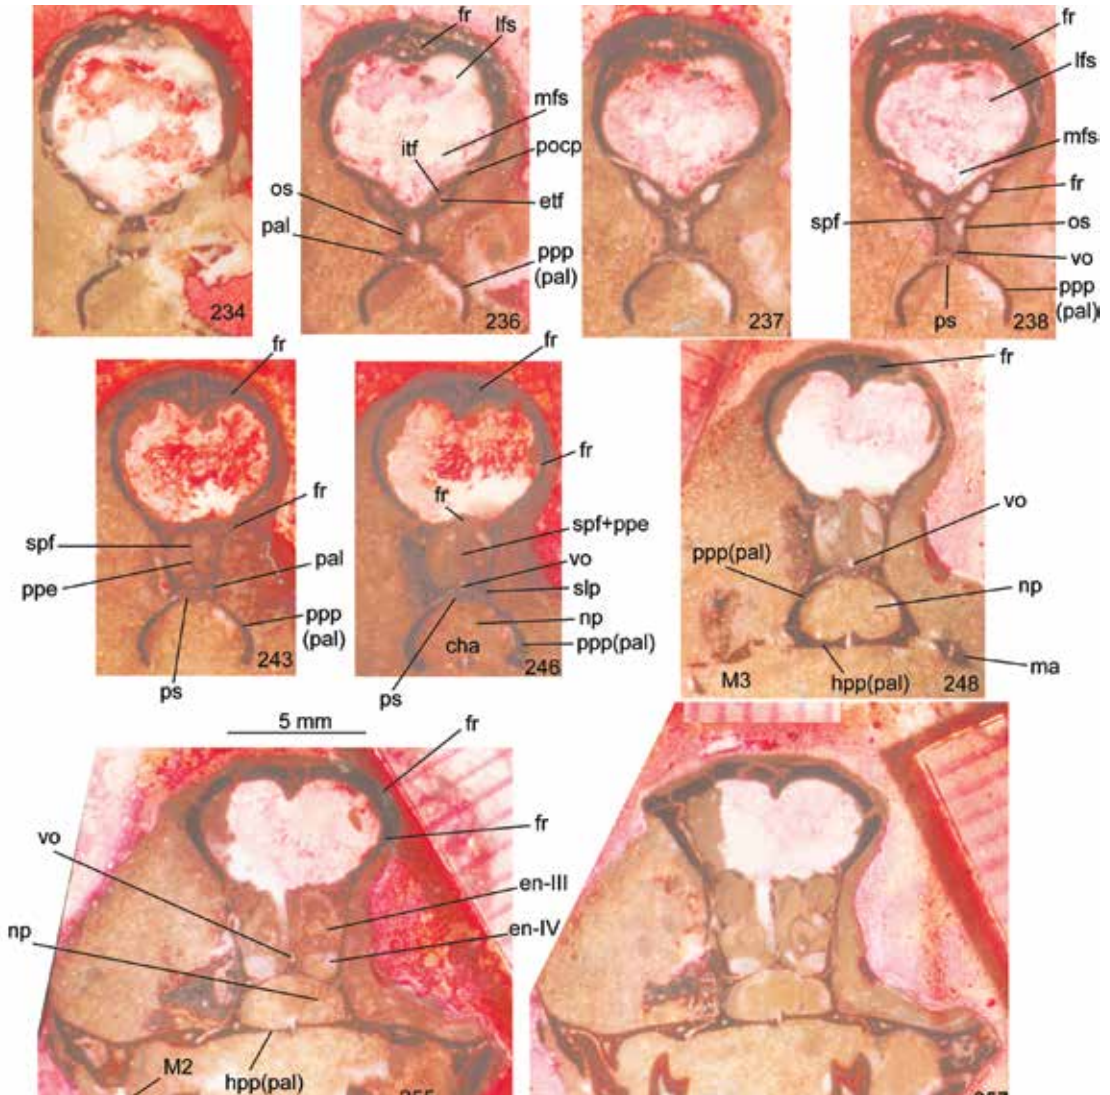 fr
lfs
mfs
itf
pocp
os
etf
pal
ppp
(pal)
234
236
237
fr
lfs
mfs
fr
spf
os
vo
ppp
(pal)
ps
238
fr
fr
spf
ppe
pal
ppp
(pal)
243
ps
fr
fr
fr
spf+ppe
vo
slp
np
cha
ppp(pal)
246
ps
fr
vo
ppp(pal)
np
ma
M3
hpp(pal)
248
5 mm
fr
fr
vo
en-III
en-IV
np
M2
hpp(pal)